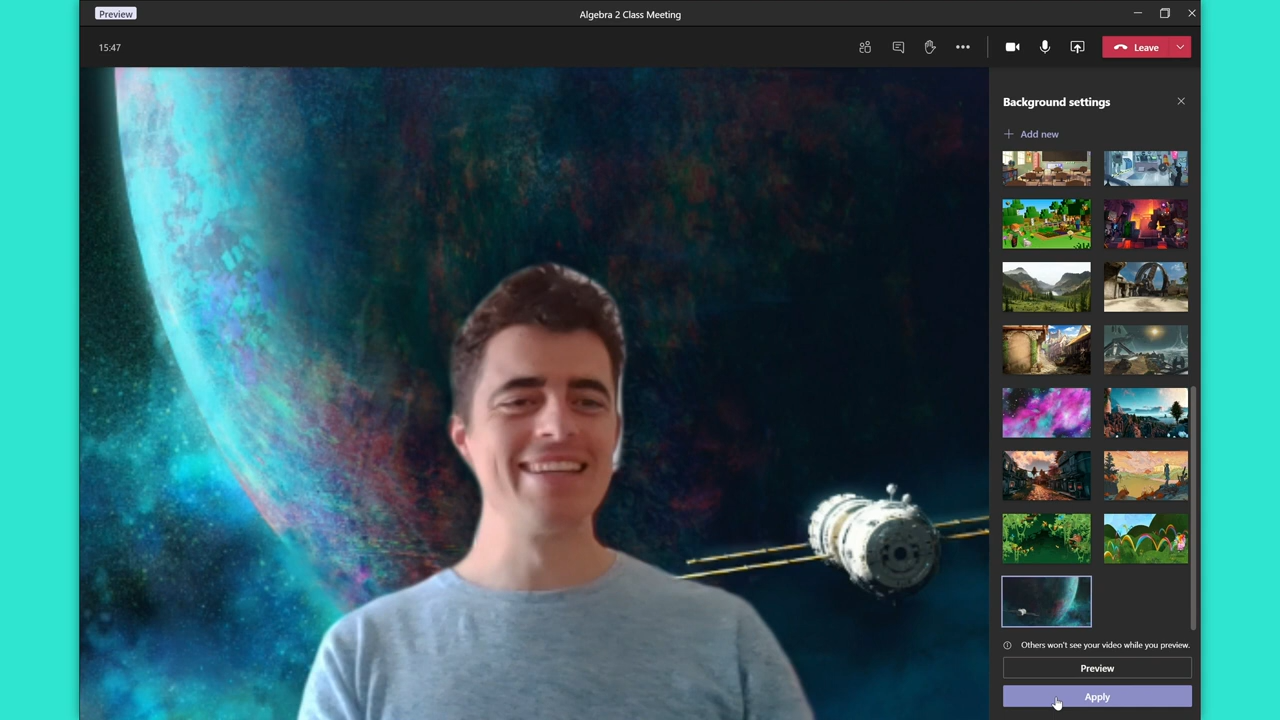 Preview
Algebra 2 Class Meeting
15:47
Leave
Background settings
Add new
Others won't see your video while you preview.
Preview
Apply